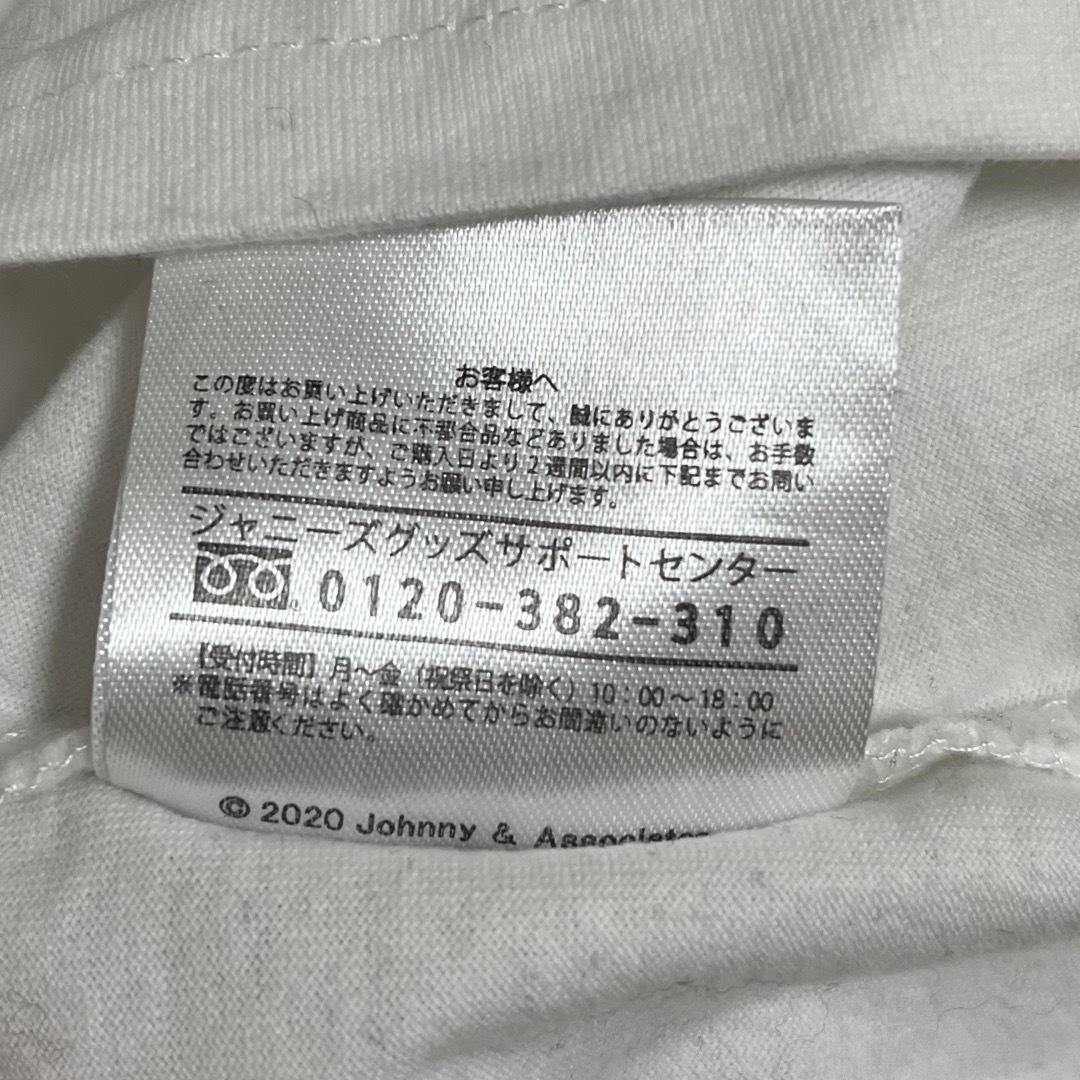 お客様へ
この度はお買い上げいただきまして、誠にありがとうございま
す。お買い上げ商品に不都合品などありました場合は、お手数
ではございますが、ご購入日より2週間以内に下記までお問い
合わせいただきますようお願い申し上げます。
ジャニーズグッズサポートセンター
0120-382-310
【受付時間】月〜金（祝祭日を除く）10：00〜18：00
※電話番号はよく確かめてからお間違いのないように
ご注意ください。
© 2020 Johnny & Associates